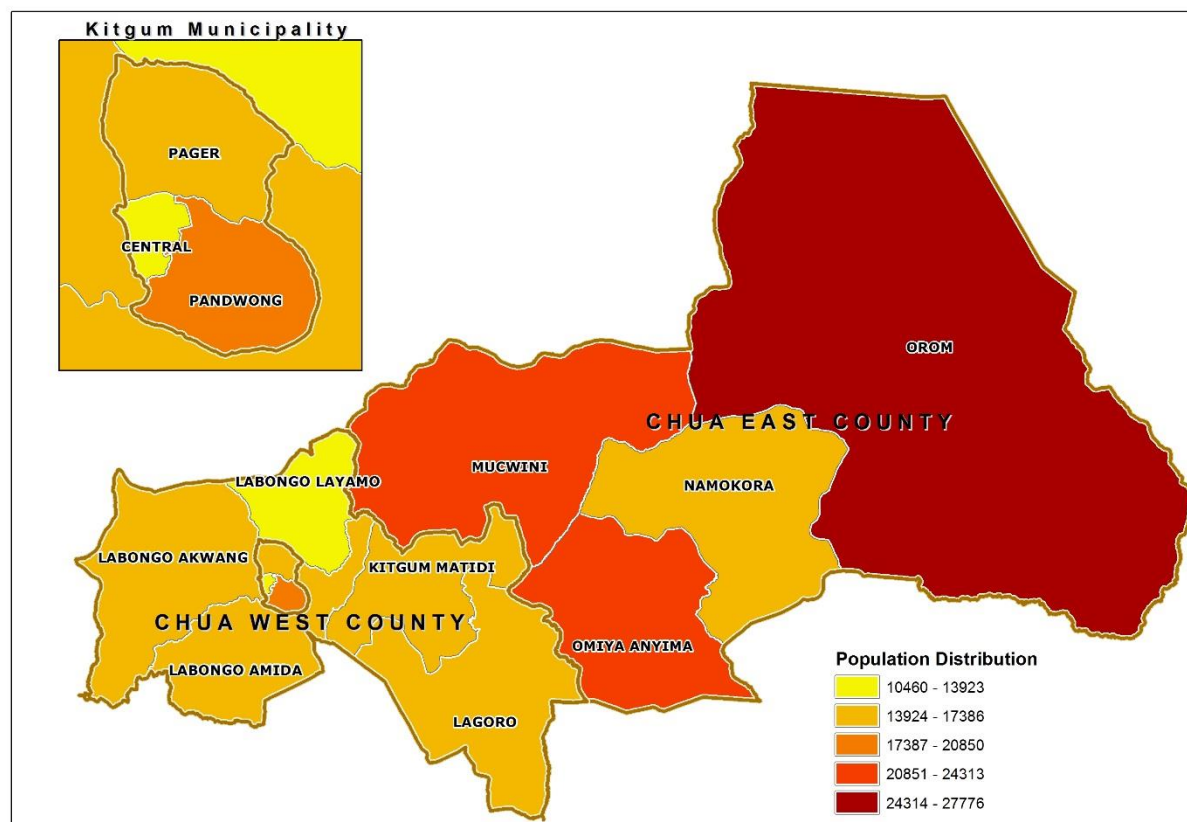 Kitgum Municipality
PAGER
CENTRAL
PANDWONG
OROM
CHUA EAST COUNTY
MUCWINI
LABONGO LAYAMO
NAMOKORA
LABONGO AKWANG
KITGUM MATIDI
CHUA WEST COUNTY
OMIYA ANYIMA
LABONGO AMIDA
LAGORO
Population Distribution
10460 - 13923
13924 - 17386
17387 - 20850
20851 - 24313
24314 - 27776